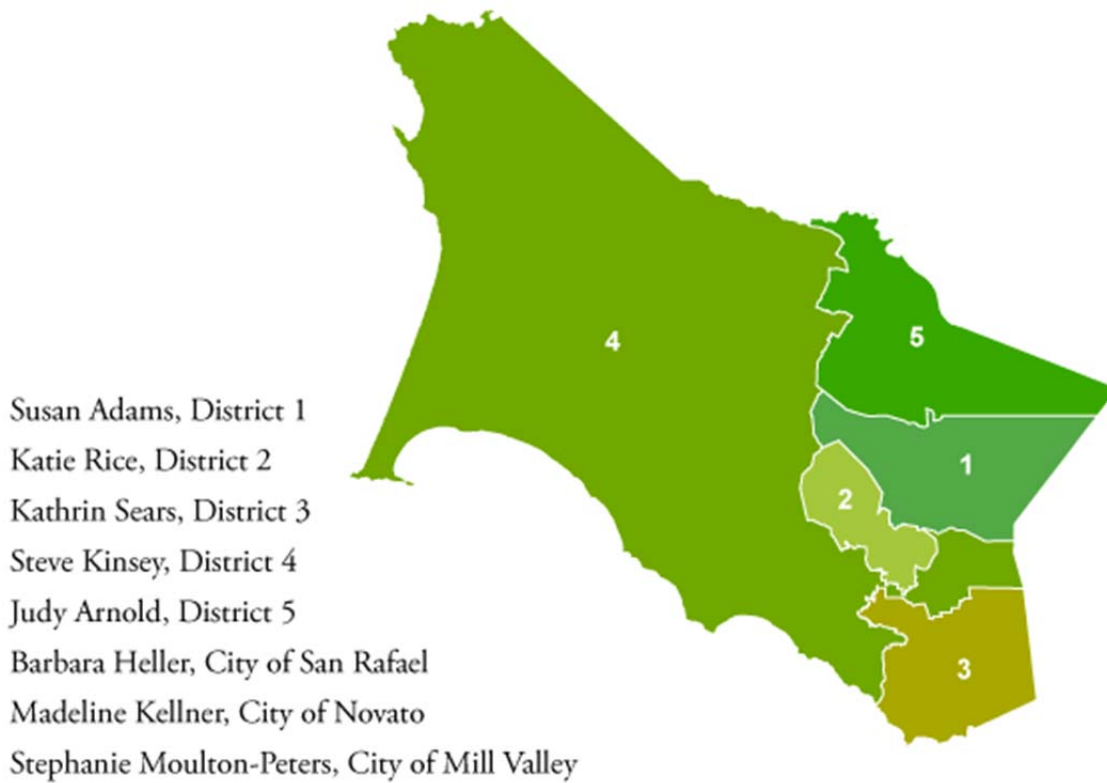 4
5
1
2
3
Susan Adams, District 1
Katie Rice, District 2
Kathrin Sears, District 3
Steve Kinsey, District 4
Judy Arnold, District 5
Barbara Heller, City of San Rafael
Madeline Kellner, City of Novato
Stephanie Moulton-Peters, City of Mill Valley